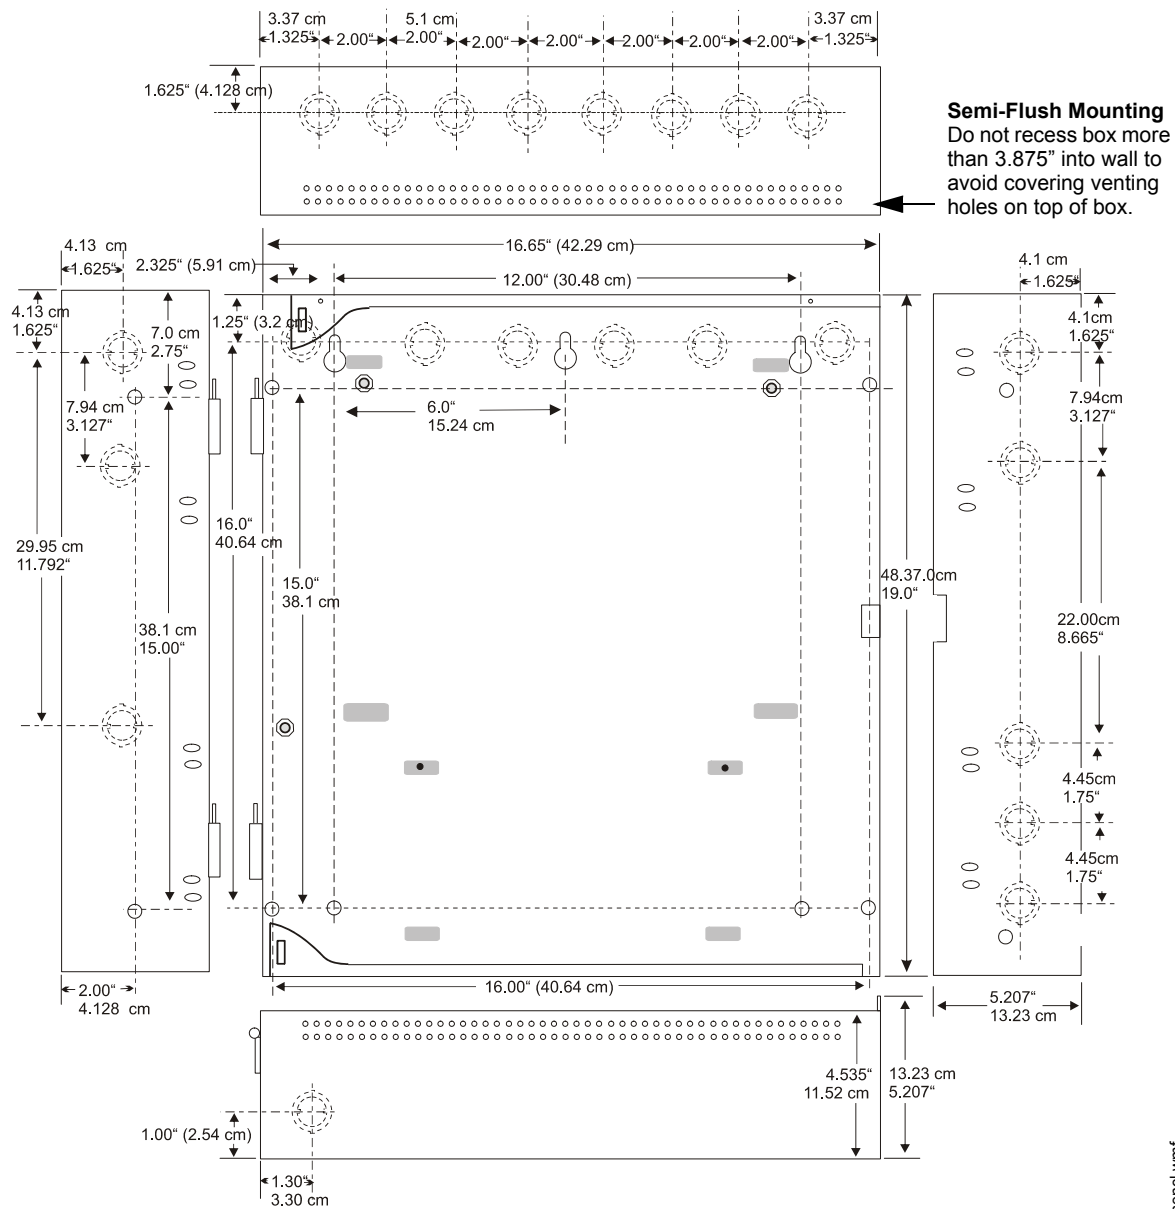 3.37 cm 5.1 cm 3.37 cm
1.325“ 2.00“ 2.00“ 2.00“ 2.00“ 2.00“ 2.00“ 2.00“ 1.325“
1.625“ (4.128 cm)
Semi-Flush Mounting
Do not recess box more
than 3.875” into wall to
avoid covering venting
holes on top of box.
4.13 cm
1.625“
2.325“ (5.91 cm)
16.65“ (42.29 cm)
12.00“ (30.48 cm)
4.1 cm
1.625“
4.13 cm
1.625“
7.0 cm
2.75“
1.25“ (3.2 cm)
4.1cm
1.625“
7.94 cm
3.127“
6.0“
15.24 cm
7.94cm
3.127“
29.95 cm
11.792“
16.0“
40.64 cm
15.0“
38.1 cm
48.37.0cm
19.0“
38.1 cm
15.00“
22.00cm
8.665“
4.45cm
1.75“
4.45cm
1.75“
2.00“
4.128 cm
16.00“ (40.64 cm)
5.207“
13.23 cm
4.535“
11.52 cm
13.23 cm
5.207“
1.00“ (2.54 cm)
1.30“
3.30 cm